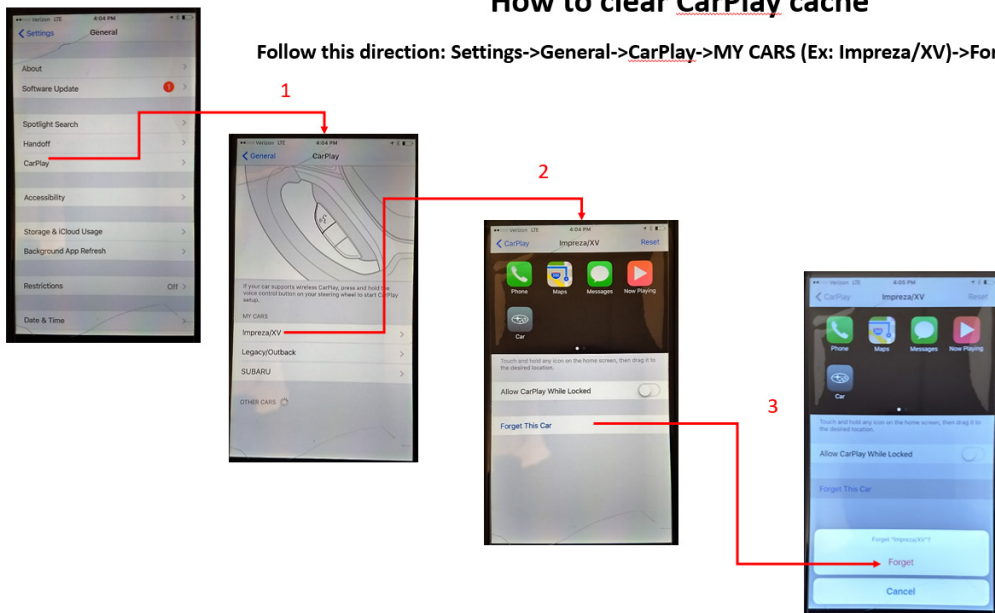 How to clear CarPlay cache
Follow this direction: Settings->General->CarPlay->MY CARS (Ex: Impreza/XV)->For
1
2
3
Verizon LTE 4:04 PM
Settings General
About
Software Update 1
Spotlight Search
Handoff
CarPlay
Accessibility
Storage & iCloud Usage
Background App Refresh
Restrictions Off
Date & Time
Verizon LTE 4:04 PM
General CarPlay
If your car supports wireless CarPlay, press and hold the
voice control button on your steering wheel to start CarPlay
setup.
MY CARS
Impreza/XV
Legacy/Outback
SUBARU
OTHER CARS
Verizon LTE 4:04 PM
CarPlay Impreza/XV Reset
Phone Maps Messages Now Playing
Car
Touch and hold any icon on the home screen, then drag it to
the desired location.
Allow CarPlay While Locked
Forget This Car
Verizon LTE 4:05 PM
CarPlay Impreza/XV Reset
Phone Maps Messages Now Playing
Car
Touch and hold any icon on the home screen, then drag it to
the desired location.
Allow CarPlay While Locked
Forget This Car
Forget "Impreza/XV"?
Forget
Cancel